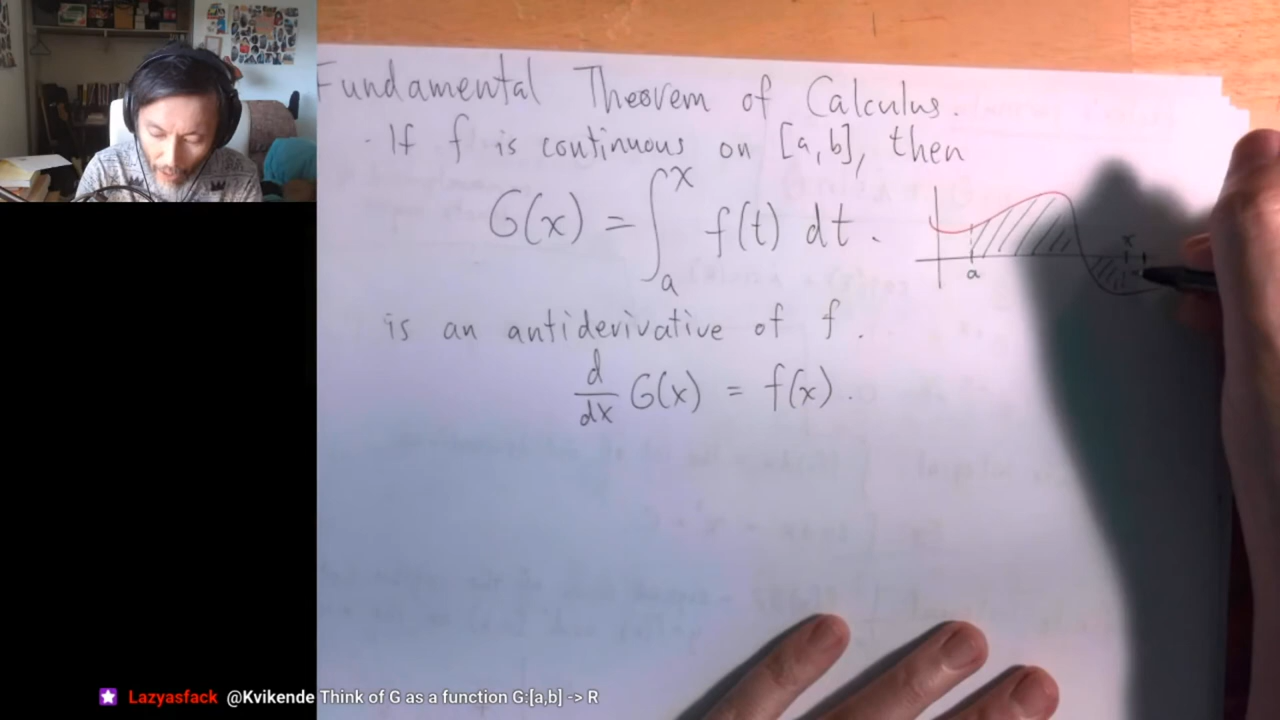 Fundamental Theorem of Calculus.
- If f is continuous on [a,b], then
G(x) = ∫_a^x f(t) dt.
x
a
is an antiderivative of f.
d/dx G(x) = f(x).
Lazyasfack @Kvikende Think of G as a function G:[a,b] -> R